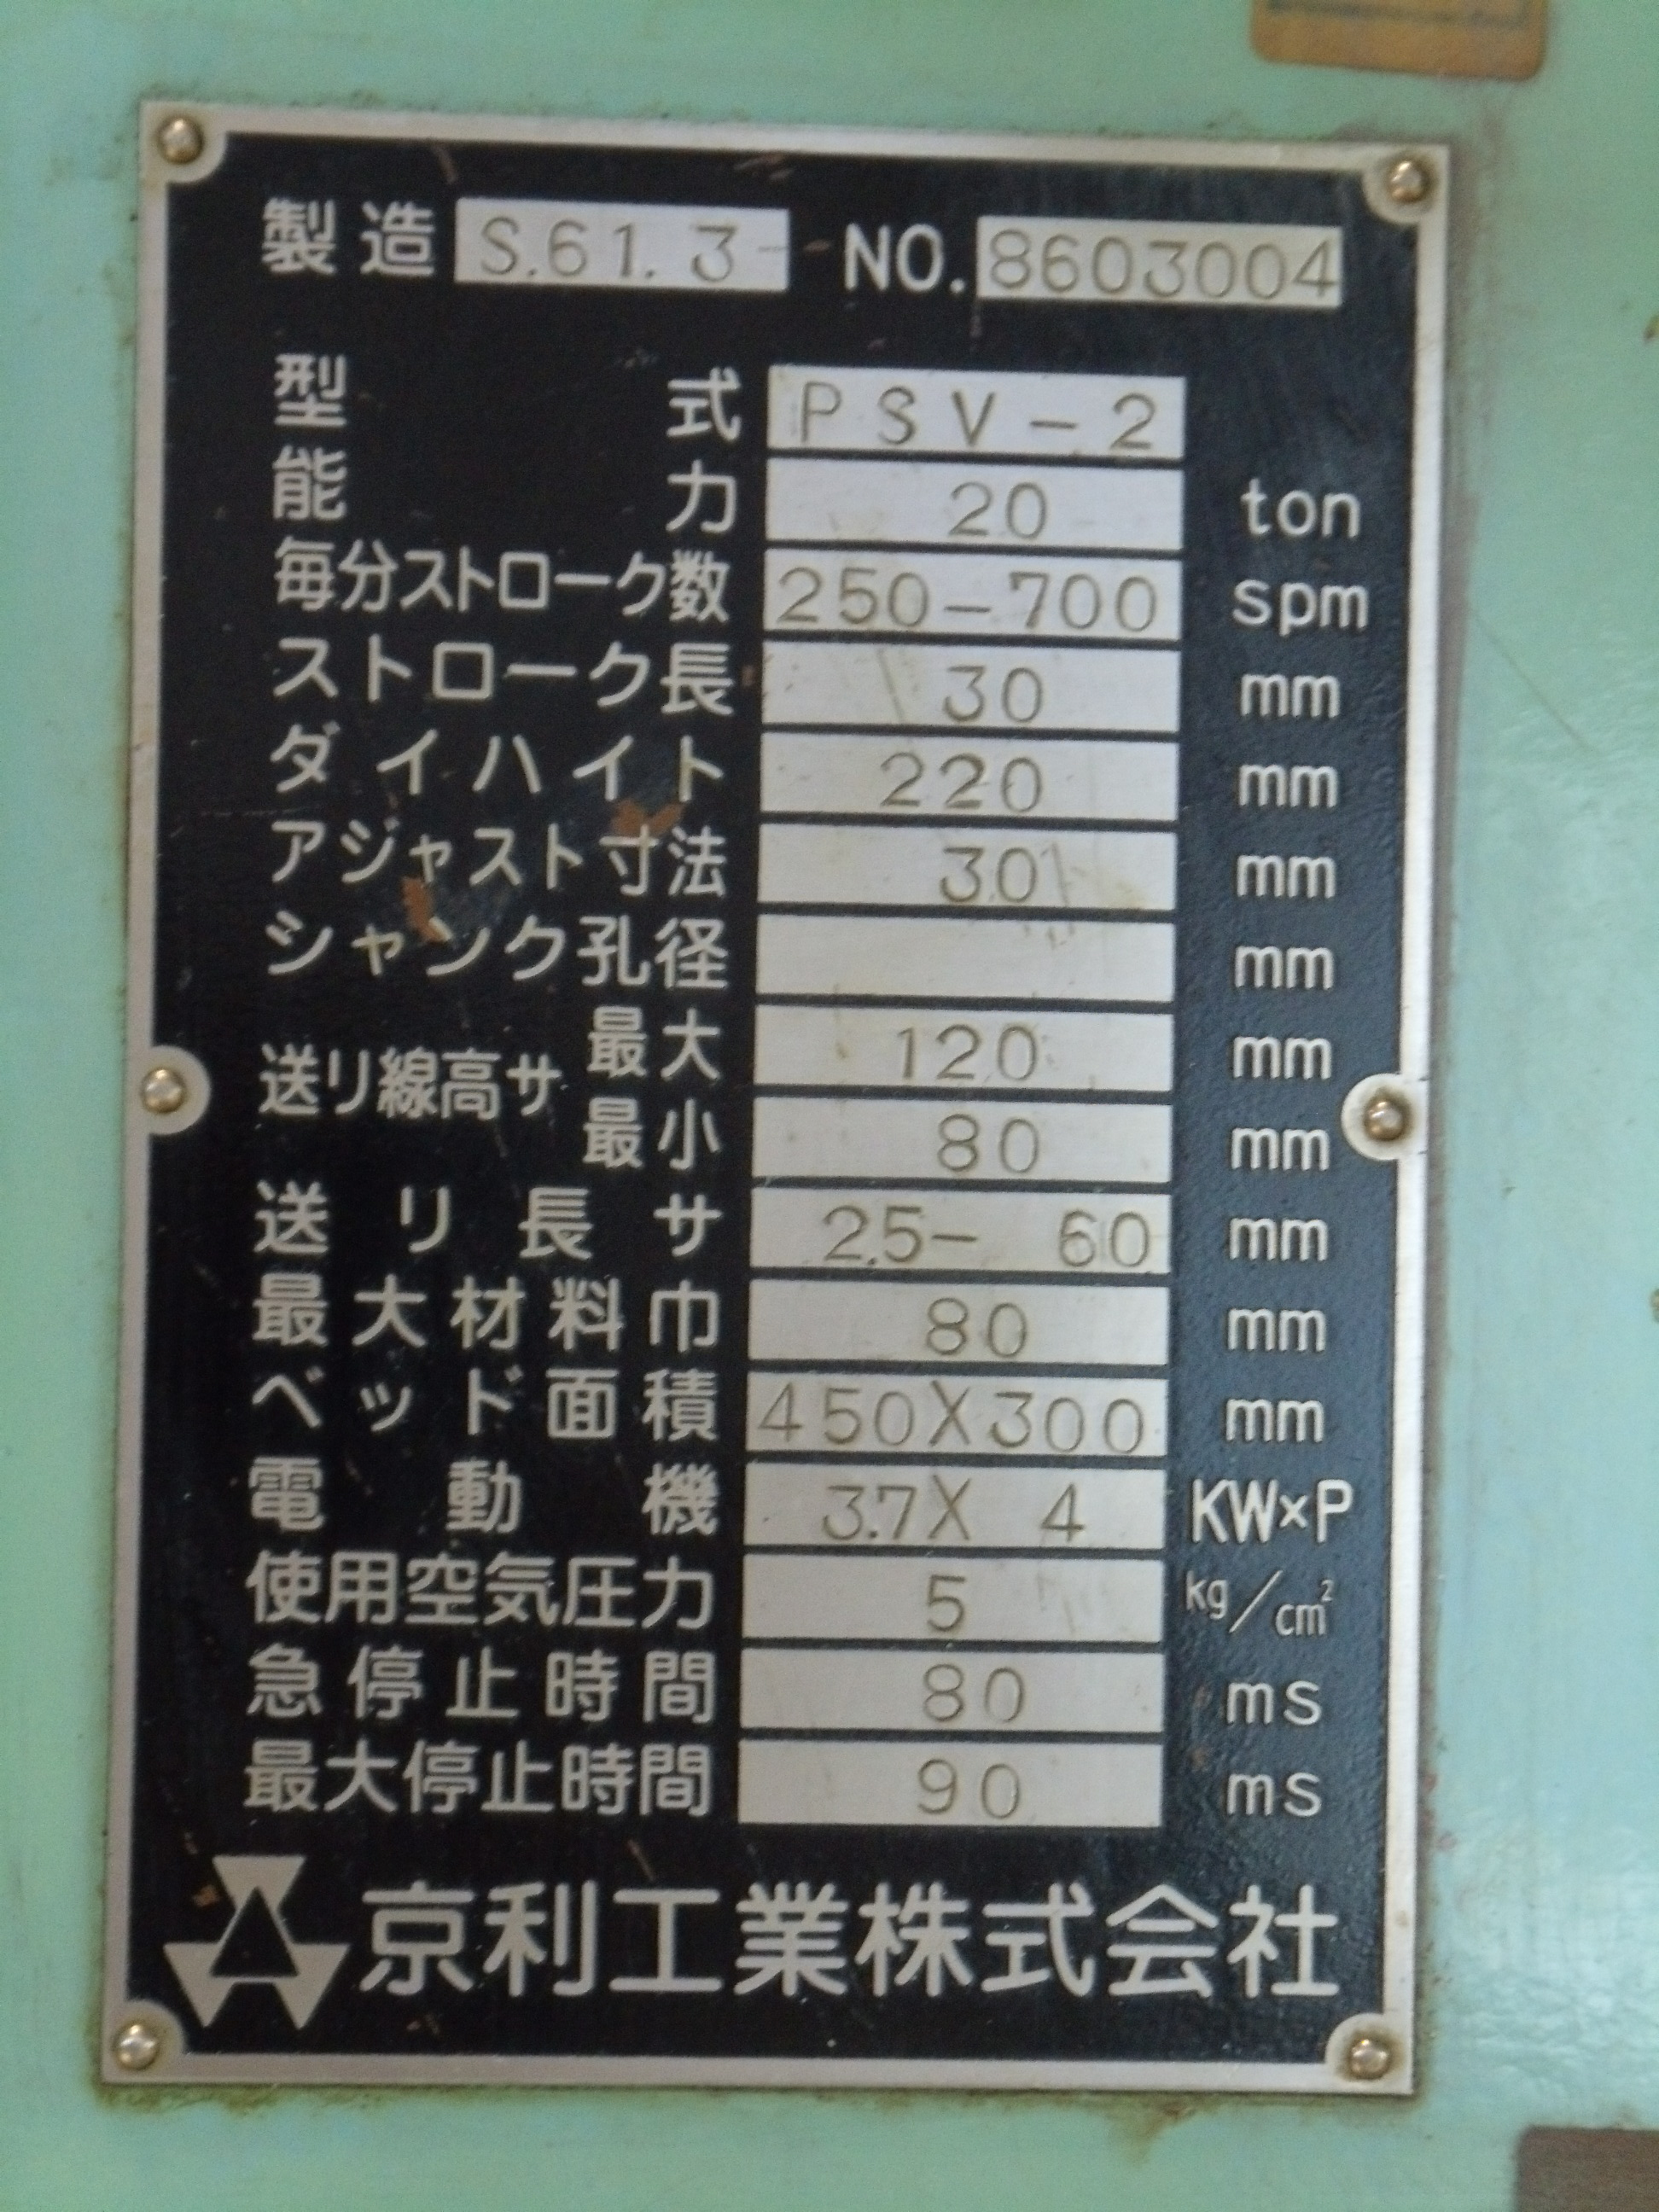 製造 S.61.3 NO. 8603004
型式 PSV-2
能力 20 ton
毎分ストローク数 250-700 spm
ストローク長 30 mm
ダイハイト 220 mm
アジャスト寸法 30 mm
シャンク孔径 mm
送リ線高サ 最大 120 mm
最小 80 mm
送リ長サ 2.5- 60 mm
最大材料巾 80 mm
ベッド面積 450X300 mm
電動機 3.7X 4 KW×P
使用空気圧力 5 kg/cm²
急停止時間 80 ms
最大停止時間 90 ms
京利工業株式会社